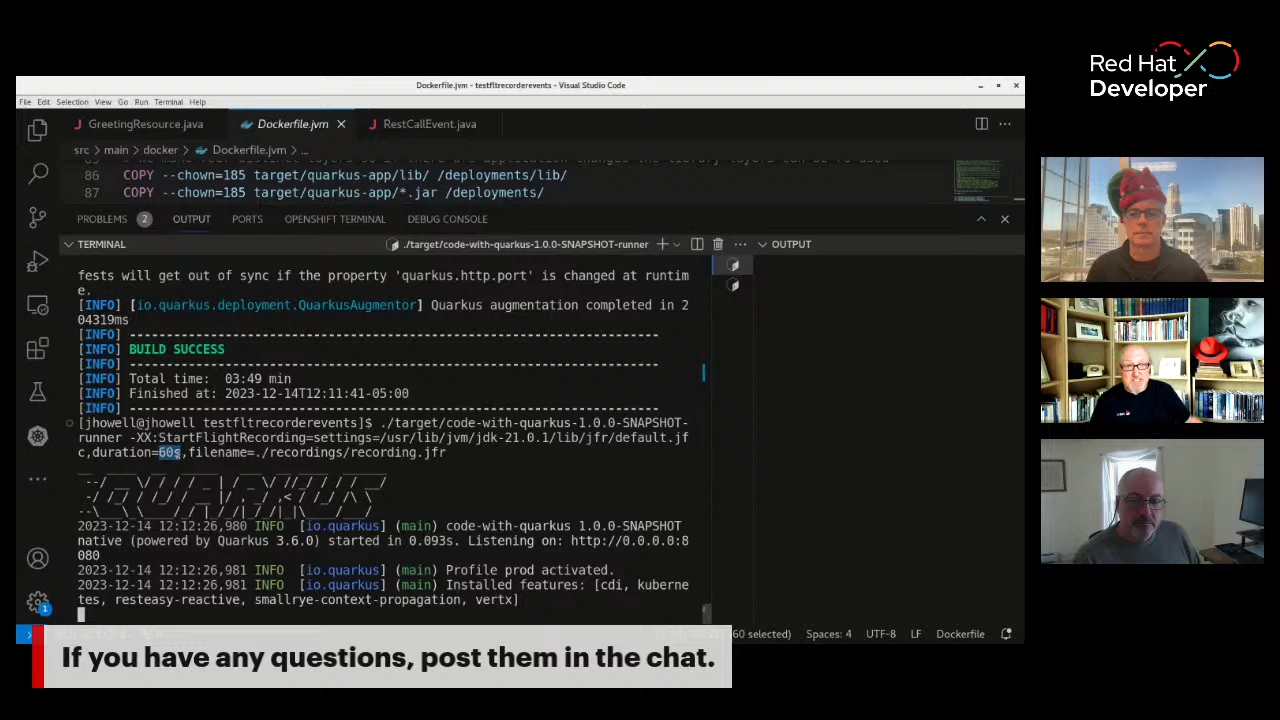 Red Hat
Developer
Dockerfile.jvm - testfltrecorderevents - Visual Studio Code
File Edit Selection View Go Run Terminal Help
GreetingResource.java Dockerfile.jvm RestCallEvent.java
src > main > docker > Dockerfile.jvm > ...
86 COPY --chown=185 target/quarkus-app/lib/ /deployments/lib/
87 COPY --chown=185 target/quarkus-app/*.jar /deployments/
PROBLEMS 2 OUTPUT PORTS OPENSHIFT TERMINAL DEBUG CONSOLE
TERMINAL ./target/code-with-quarkus-1.0.0-SNAPSHOT-runner OUTPUT
fests will get out of sync if the property 'quarkus.http.port' is changed at runtim
e.
[INFO] [io.quarkus.deployment.QuarkusAugmentor] Quarkus augmentation completed in 2
04319ms
[INFO] ------------------------------------------------------------------------
[INFO] BUILD SUCCESS
[INFO] ------------------------------------------------------------------------
[INFO] Total time:  03:49 min
[INFO] Finished at: 2023-12-14T12:11:41-05:00
[INFO] ------------------------------------------------------------------------
[jhowell@jhowell testfltrecorderevents]$ ./target/code-with-quarkus-1.0.0-SNAPSHOT-
runner -XX:StartFlightRecording=settings=/usr/lib/jvm/jdk-21.0.1/lib/jfr/default.jf
c,duration=60s,filename=./recordings/recording.jfr
2023-12-14 12:12:26,980 INFO  [io.quarkus] (main) code-with-quarkus 1.0.0-SNAPSHOT
native (powered by Quarkus 3.6.0) started in 0.093s. Listening on: http://0.0.0.0:8
080
2023-12-14 12:12:26,981 INFO  [io.quarkus] (main) Profile prod activated.
2023-12-14 12:12:26,981 INFO  [io.quarkus] (main) Installed features: [cdi, kuberne
tes, resteasy-reactive, smallrye-context-propagation, vertx]
1
60 selected) Spaces: 4 UTF-8 LF Dockerfile
If you have any questions, post them in the chat.